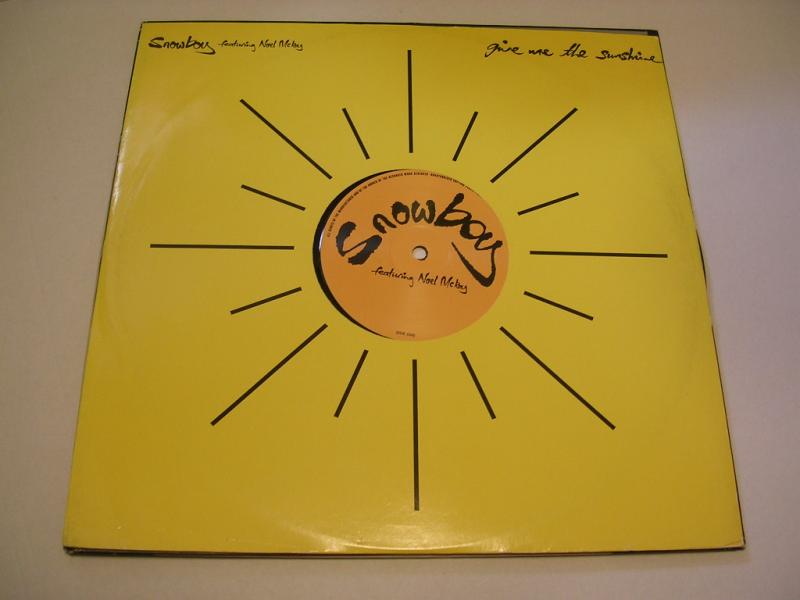 Snowboy featuring Noel McKoy
give me the sunshine
Snowboy
featuring Noel McKoy